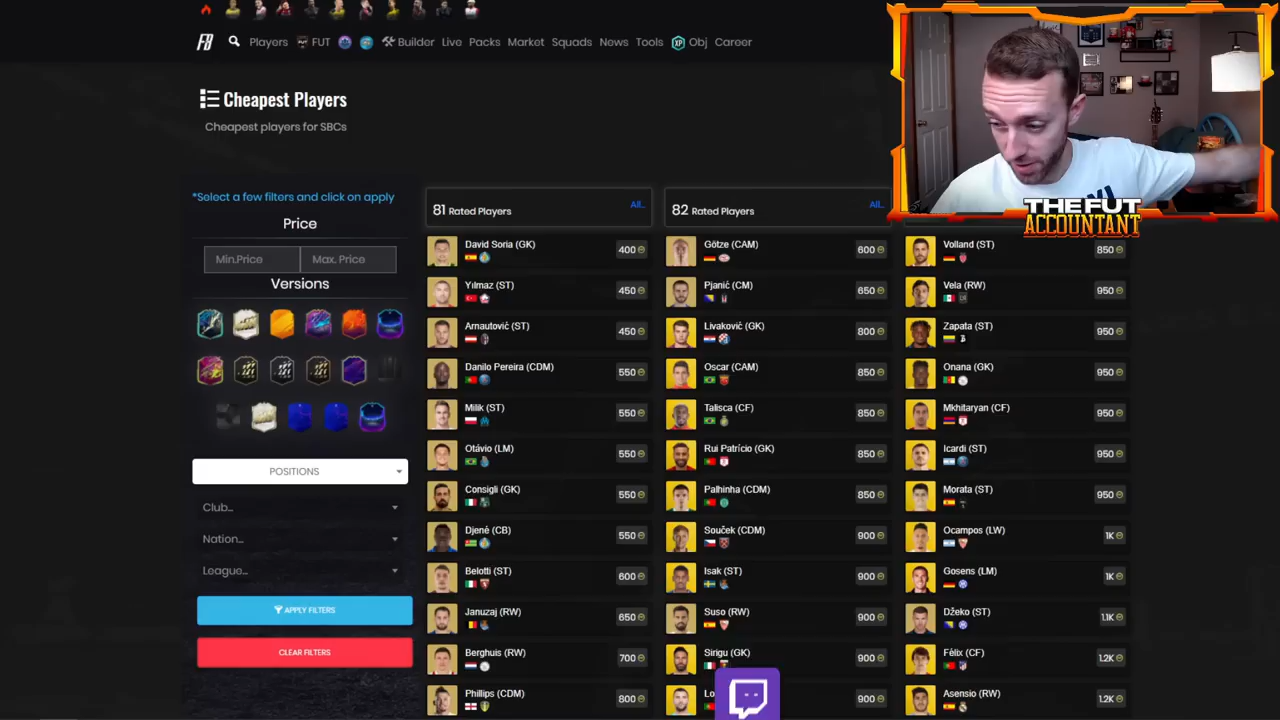 F8
Players
FUT
Builder
Live
Packs
Market
Squads
News
Tools
XP
Obj
Career
Cheapest Players
Cheapest players for SBCs
THE FUT
ACCOUNTANT
*Select a few filters and click on apply
Price
Min.Price
Max. Price
Versions
POSITIONS
Club...
Nation...
League...
APPLY FILTERS
CLEAR FILTERS
81 Rated Players
All..
David Soria (GK)
400
Yılmaz (ST)
450
Arnautović (ST)
450
Danilo Pereira (CDM)
550
Milik (ST)
550
Otávio (LM)
550
Consigli (GK)
550
Djené (CB)
550
Belotti (ST)
600
Januzaj (RW)
650
Berghuis (RW)
700
Phillips (CDM)
800
82 Rated Players
All..
Götze (CAM)
600
Pjanić (CM)
650
Livaković (GK)
800
Oscar (CAM)
850
Talisca (CF)
850
Rui Patrício (GK)
850
Palhinha (CDM)
850
Souček (CDM)
900
Isak (ST)
900
Suso (RW)
900
Sirigu (GK)
900
900
Volland (ST)
850
Vela (RW)
950
Zapata (ST)
950
Onana (GK)
950
Mkhitaryan (CF)
950
Icardi (ST)
950
Morata (ST)
950
Ocampos (LW)
1K
Gosens (LM)
1K
Džeko (ST)
1.1K
Félix (CF)
1.2K
Asensio (RW)
1.2K